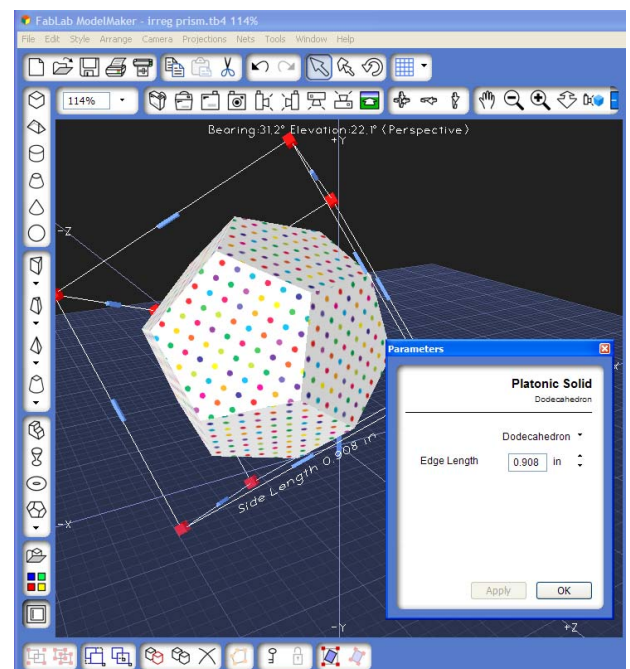 FabLab ModelMaker - irreg prism.tb4 114%
File Edit Style Arrange Camera Projections Nets Tools Window Help
114%
Bearing:31.2° Elevation:22.1° (Perspective)
+Y
-Z
Parameters
Platonic Solid
Dodecahedron
Dodecahedron
Edge Length 0.908 in
Side Length 0.908 in
-X
Apply OK
-Y
+Z